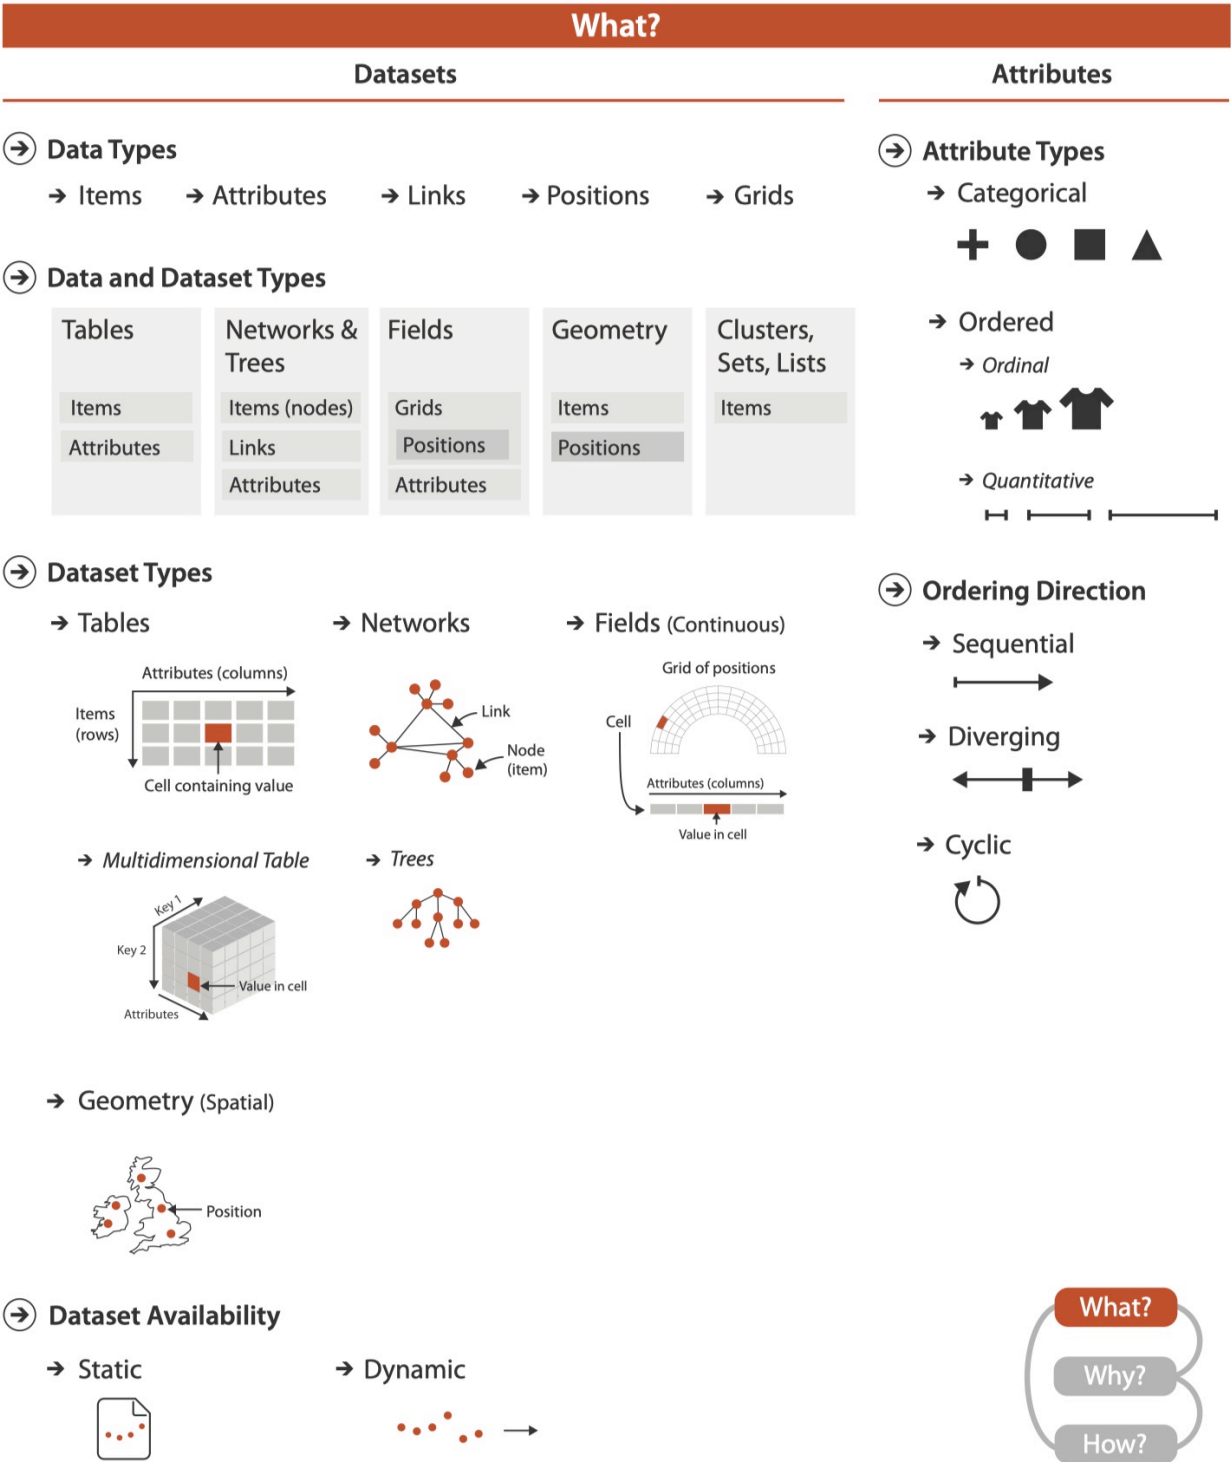 What?
Datasets
Attributes
Data Types
Items Attributes Links Positions Grids
Data and Dataset Types
Tables
Items
Attributes
Networks &
Trees
Items (nodes)
Links
Attributes
Fields
Grids
Positions
Attributes
Geometry
Items
Positions
Clusters,
Sets, Lists
Items
Dataset Types
Tables
Attributes (columns)
Items
(rows)
Cell containing value
Networks
Link
Node
(item)
Fields (Continuous)
Grid of positions
Cell
Attributes (columns)
Value in cell
Multidimensional Table
Key 1
Key 2
Value in cell
Attributes
Trees
Geometry (Spatial)
Position
Dataset Availability
Static
Dynamic
Attribute Types
Categorical
Ordered
Ordinal
Quantitative
Ordering Direction
Sequential
Diverging
Cyclic
What?
Why?
How?